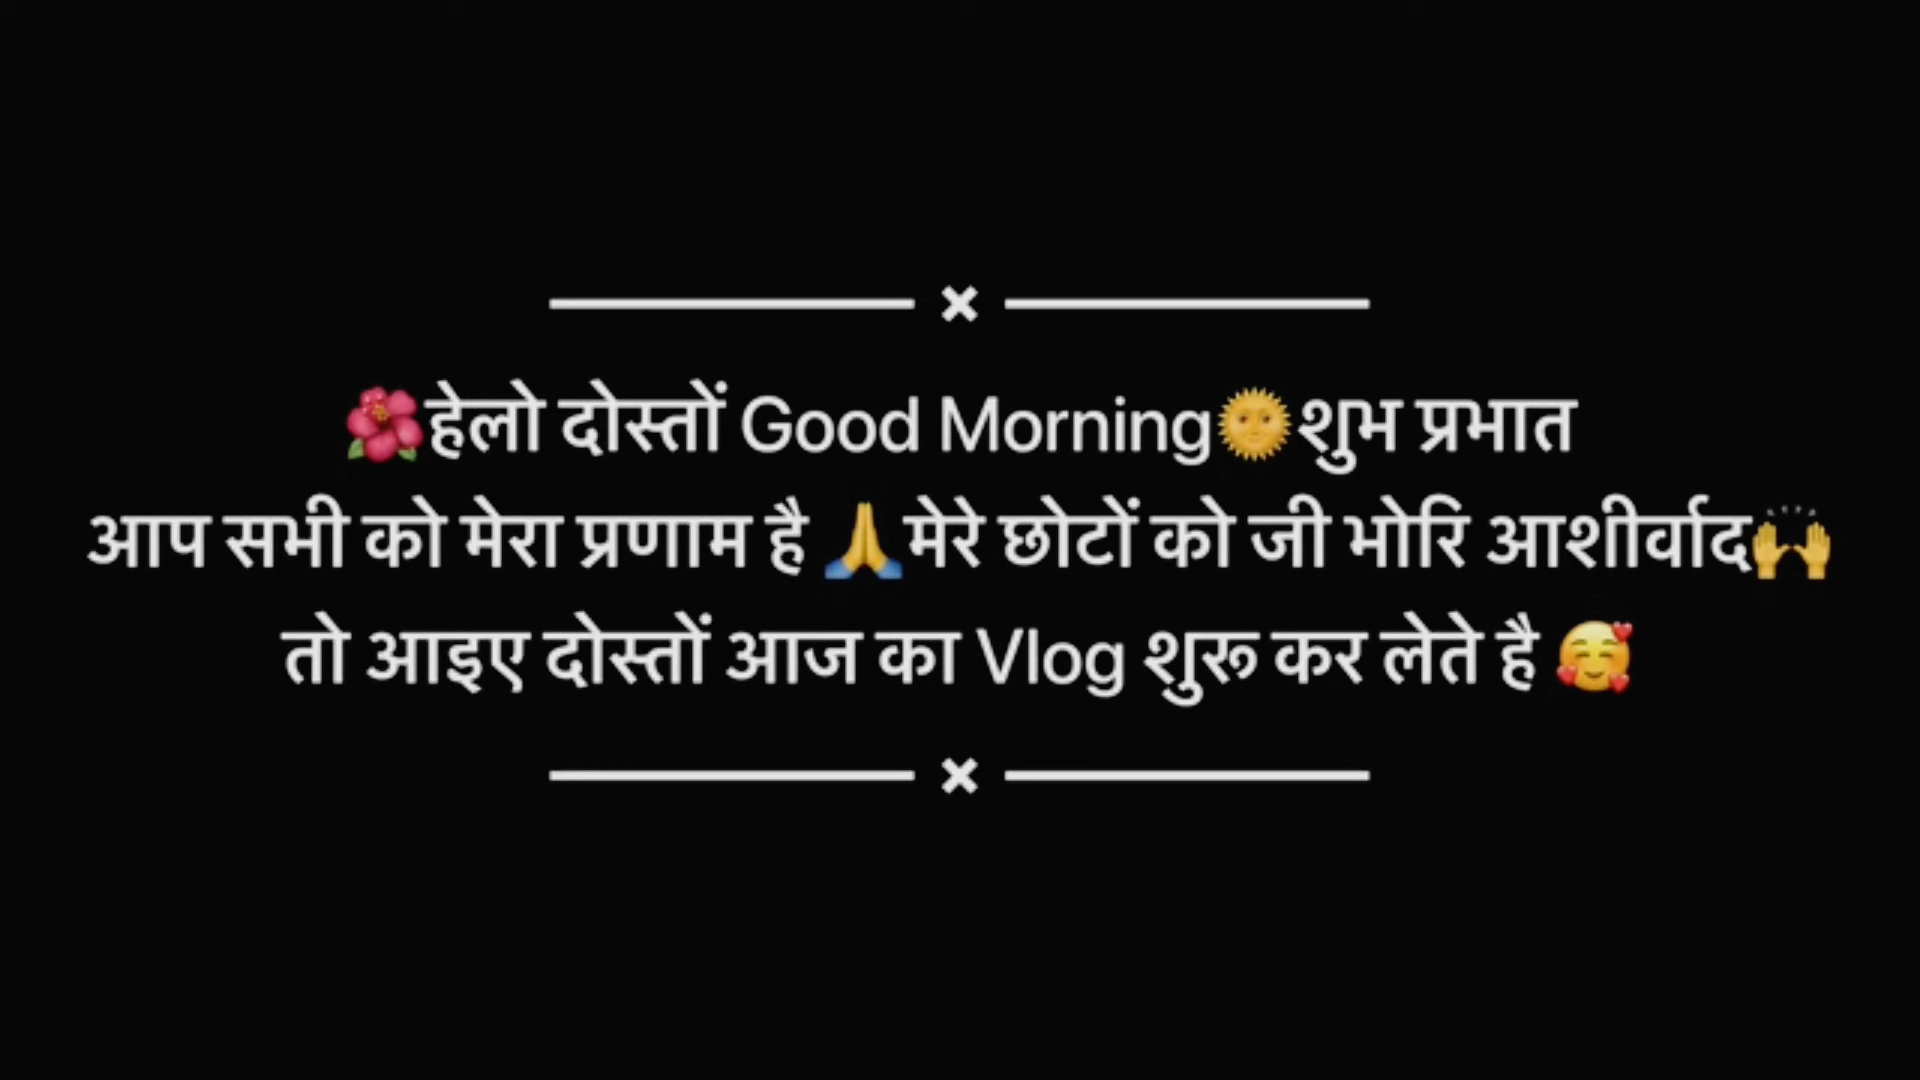 🌺हेलो दोस्तों Good Morning🌞शुभ प्रभात
आप सभी को मेरा प्रणाम है 🙏मेरे छोटों को जी भोरि आशीर्वाद🙌
तो आइए दोस्तों आज का Vlog शुरू कर लेते है 🥰